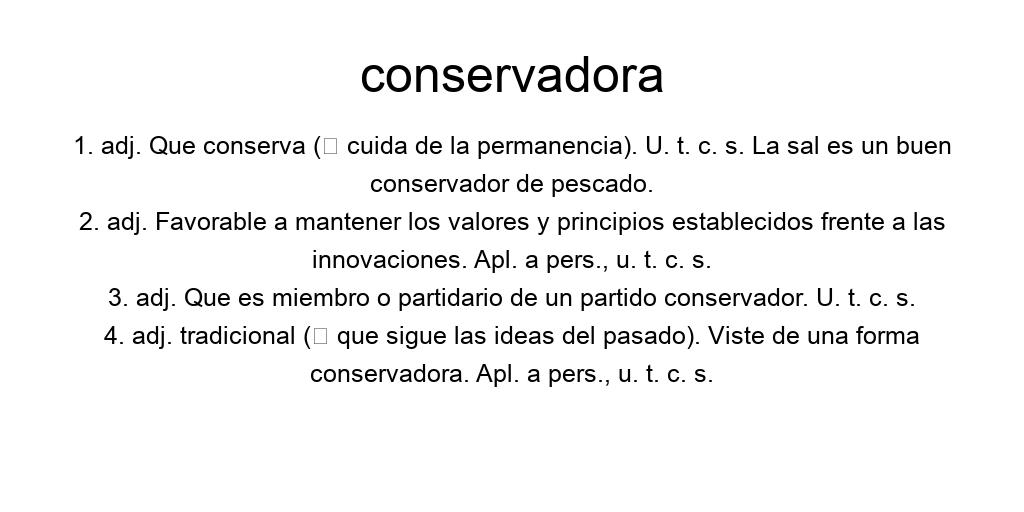 conservadora
1. adj. Que conserva (□ cuida de la permanencia). U. t. c. s. La sal es un buen
conservador de pescado.
2. adj. Favorable a mantener los valores y principios establecidos frente a las
innovaciones. Apl. a pers., u. t. c. s.
3. adj. Que es miembro o partidario de un partido conservador. U. t. c. s.
4. adj. tradicional (□ que sigue las ideas del pasado). Viste de una forma
conservadora. Apl. a pers., u. t. c. s.